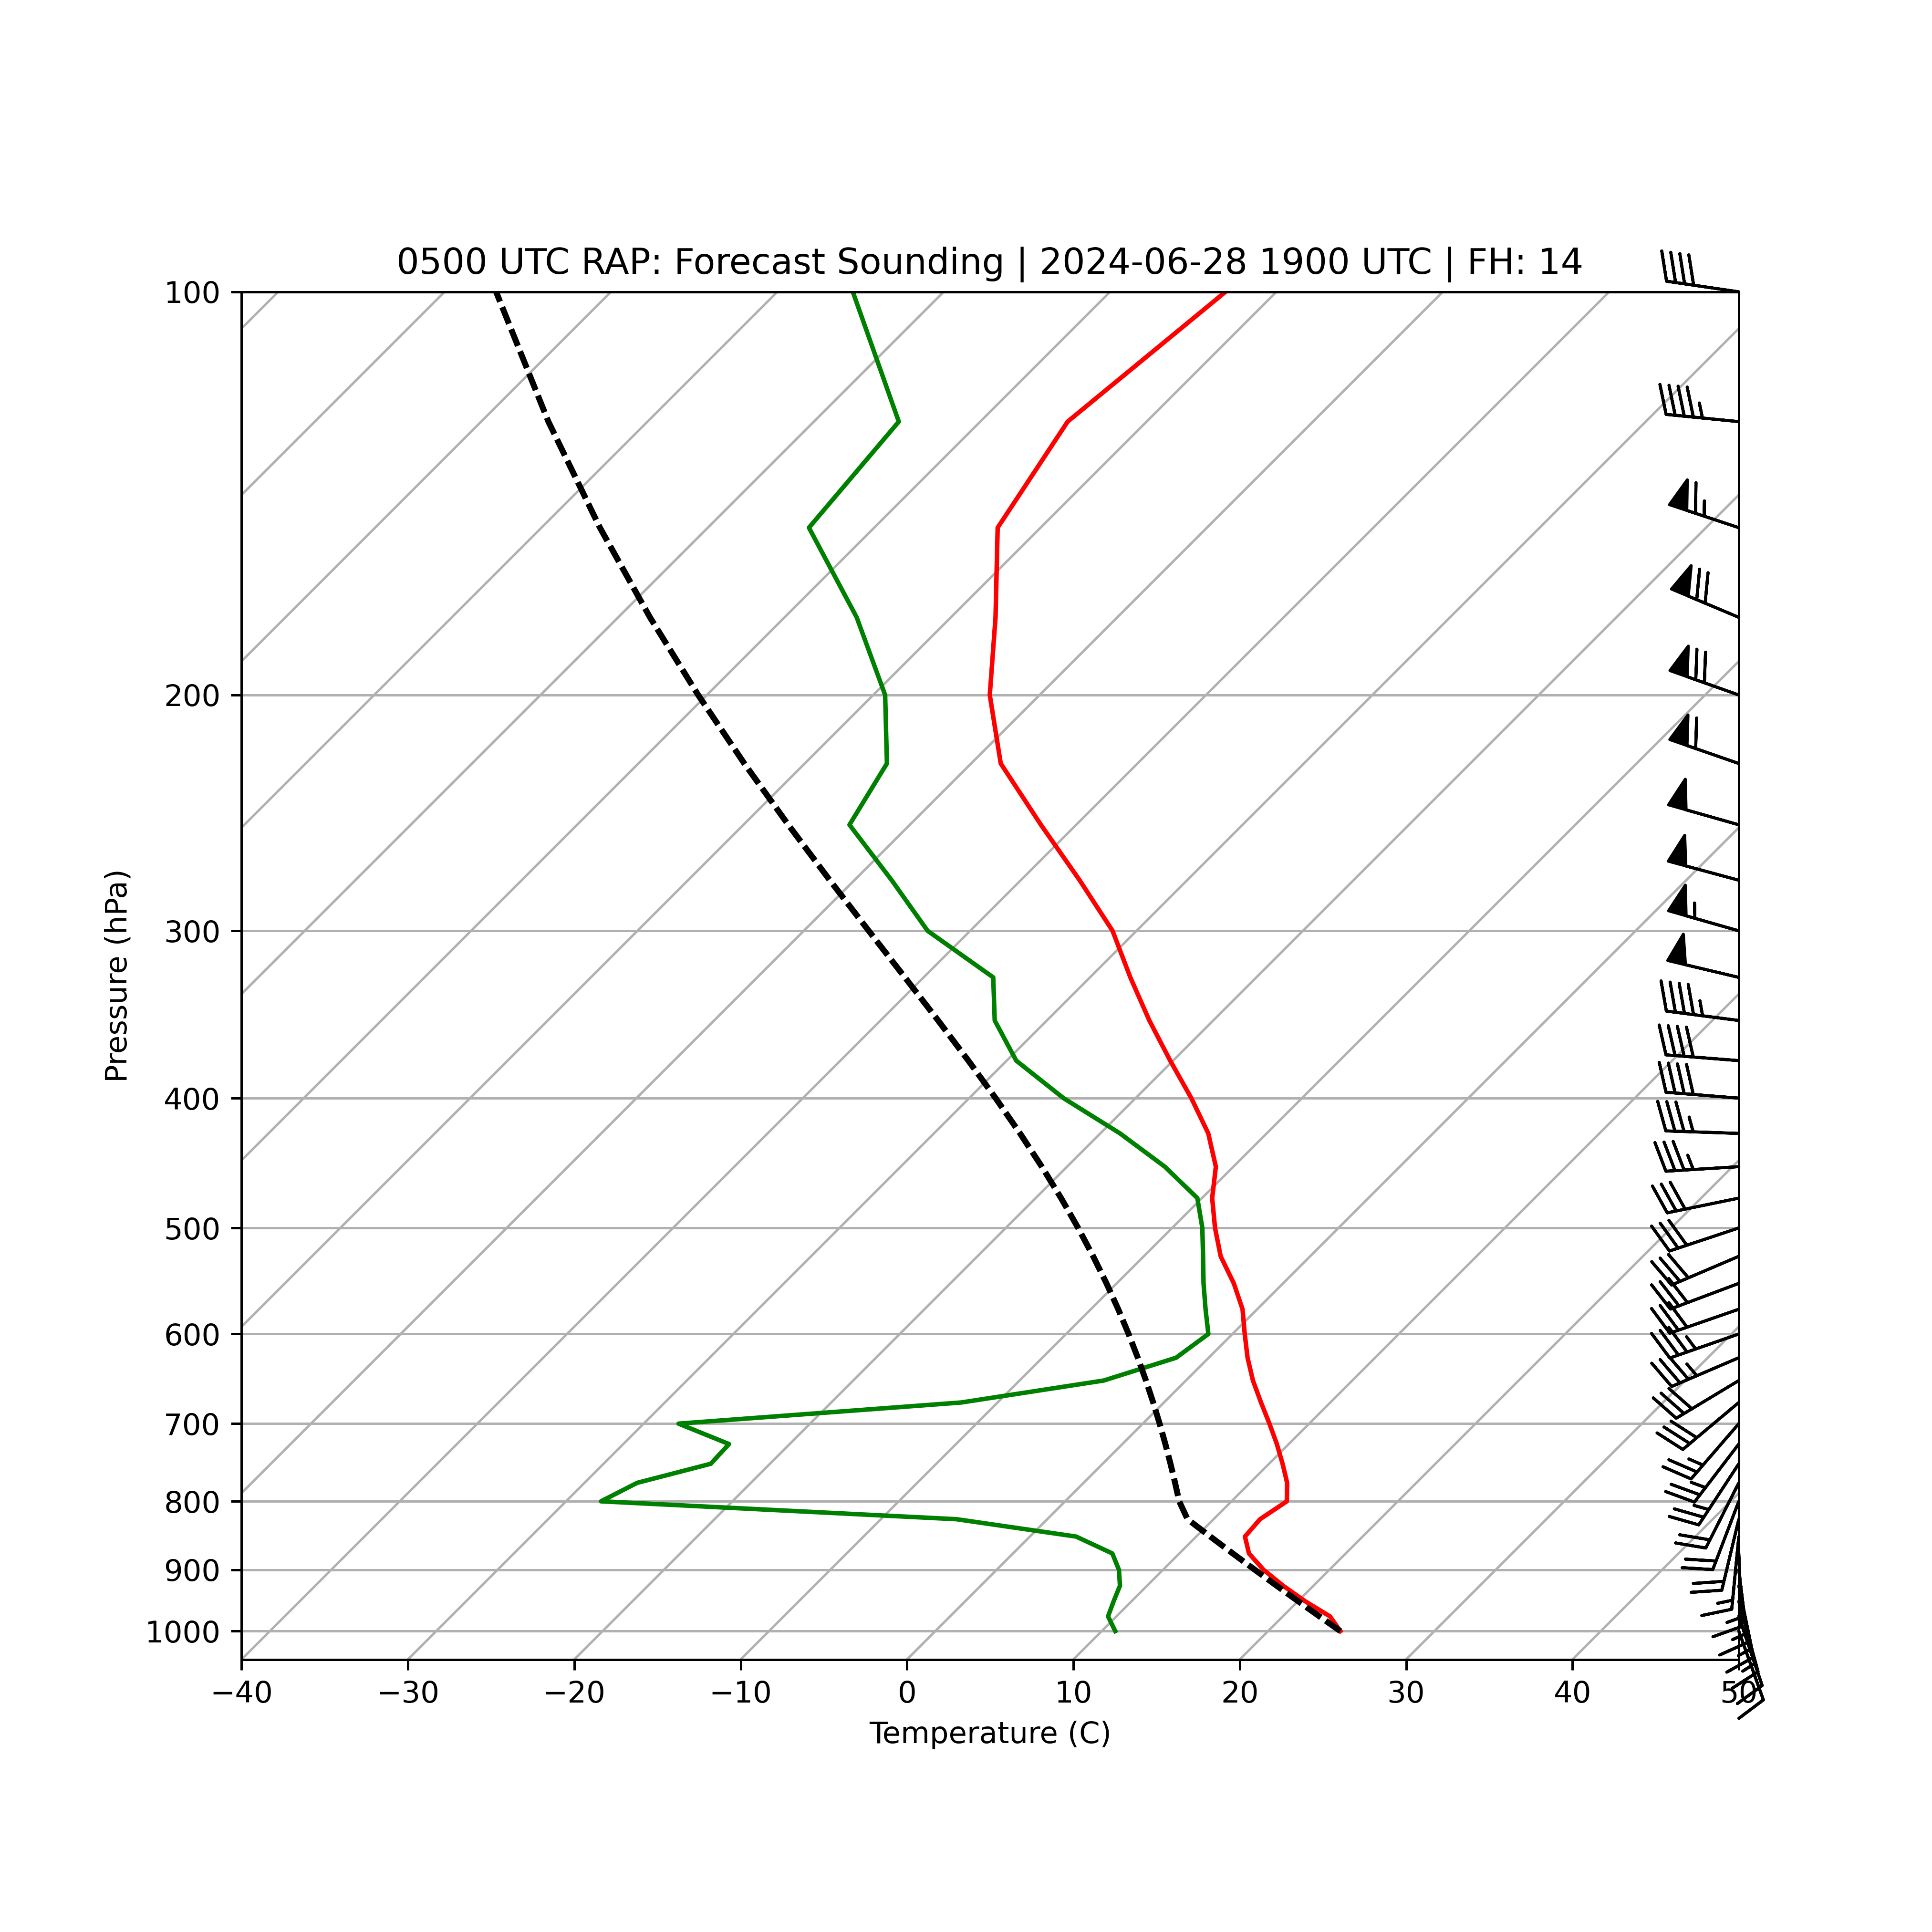 0500 UTC RAP: Forecast Sounding | 2024-06-28 1900 UTC | FH: 14
100
200
300
400
500
600
700
800
900
1000
Pressure (hPa)
−40 −30 −20 −10 0 10 20 30 40 50
Temperature (C)